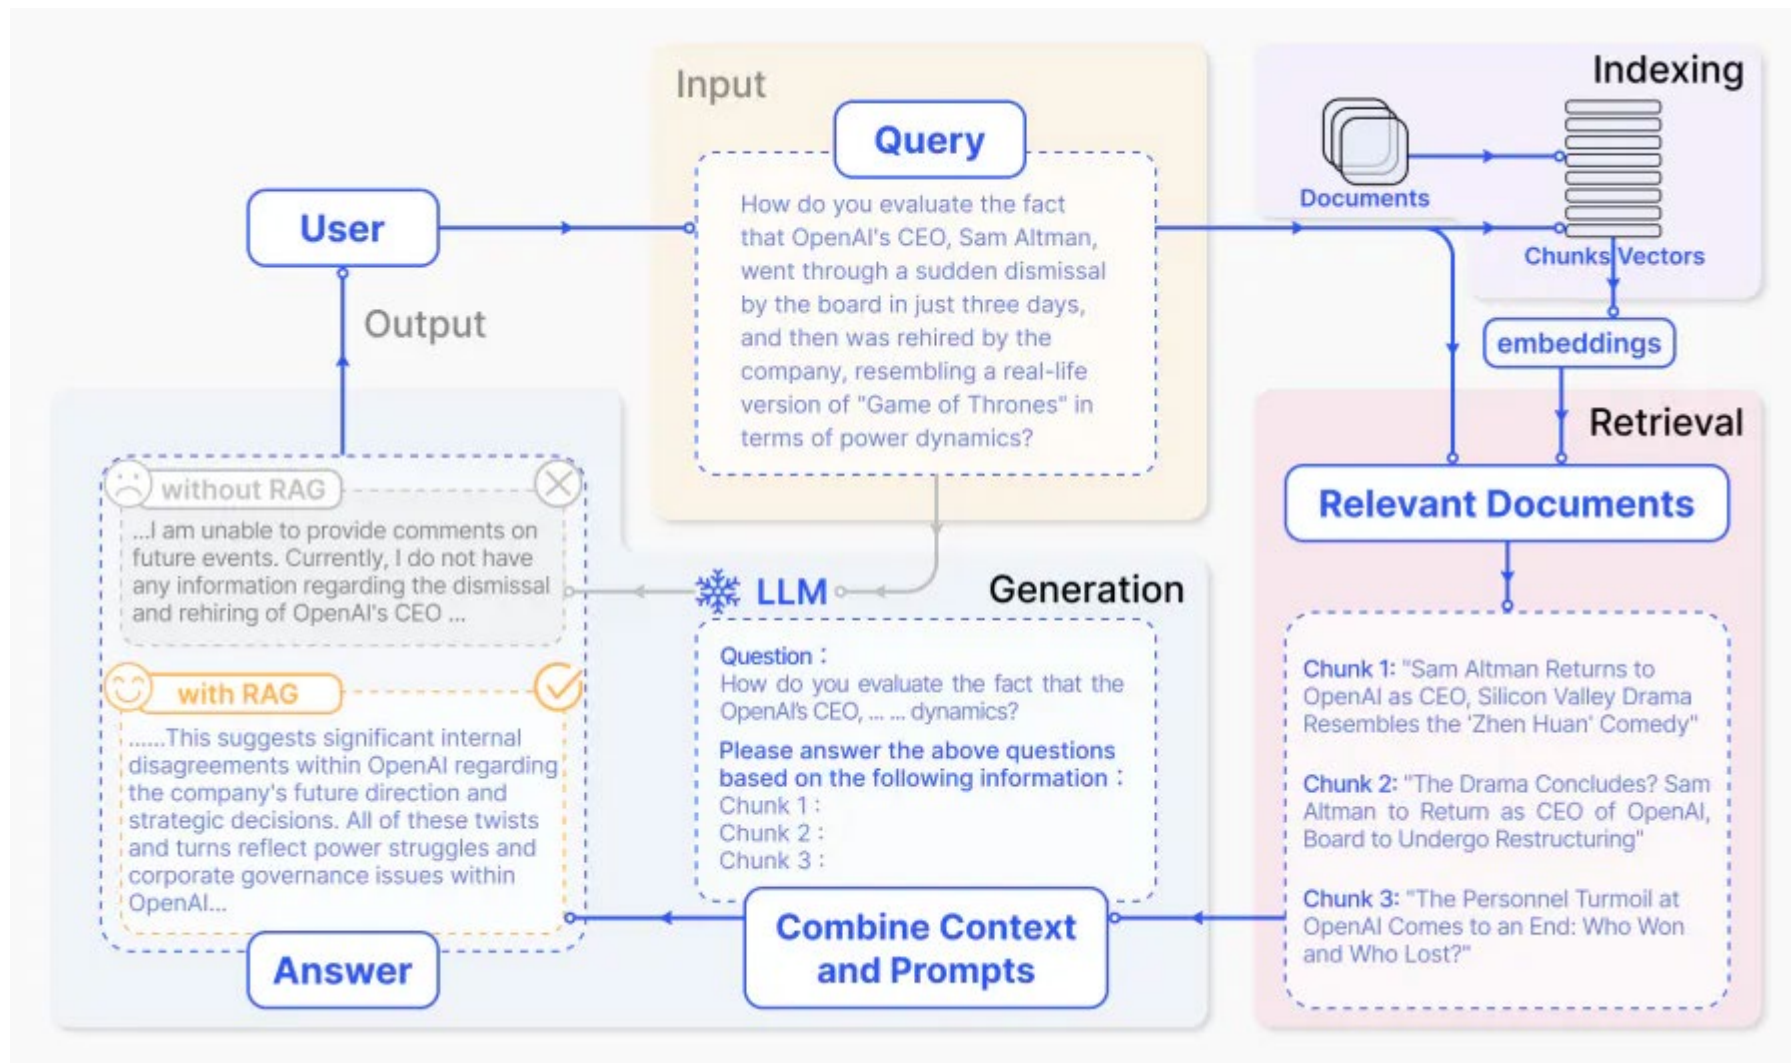 Input
Query
How do you evaluate the fact
that OpenAI's CEO, Sam Altman,
went through a sudden dismissal
by the board in just three days,
and then was rehired by the
company, resembling a real-life
version of "Game of Thrones" in
terms of power dynamics?
Indexing
Documents
Chunks Vectors
embeddings
User
Output
Retrieval
Relevant Documents
Chunk 1: "Sam Altman Returns to
OpenAI as CEO, Silicon Valley Drama
Resembles the 'Zhen Huan' Comedy"
Chunk 2: "The Drama Concludes? Sam
Altman to Return as CEO of OpenAI,
Board to Undergo Restructuring"
Chunk 3: "The Personnel Turmoil at
OpenAI Comes to an End: Who Won
and Who Lost?"
Generation
LLM
Question :
How do you evaluate the fact that the
OpenAI's CEO, ... ... dynamics?
Please answer the above questions
based on the following information :
Chunk 1 :
Chunk 2 :
Chunk 3 :
Combine Context
and Prompts
without RAG
...I am unable to provide comments on
future events. Currently, I do not have
any information regarding the dismissal
and rehiring of OpenAI's CEO ...
with RAG
......This suggests significant internal
disagreements within OpenAI regarding
the company's future direction and
strategic decisions. All of these twists
and turns reflect power struggles and
corporate governance issues within
OpenAI...
Answer